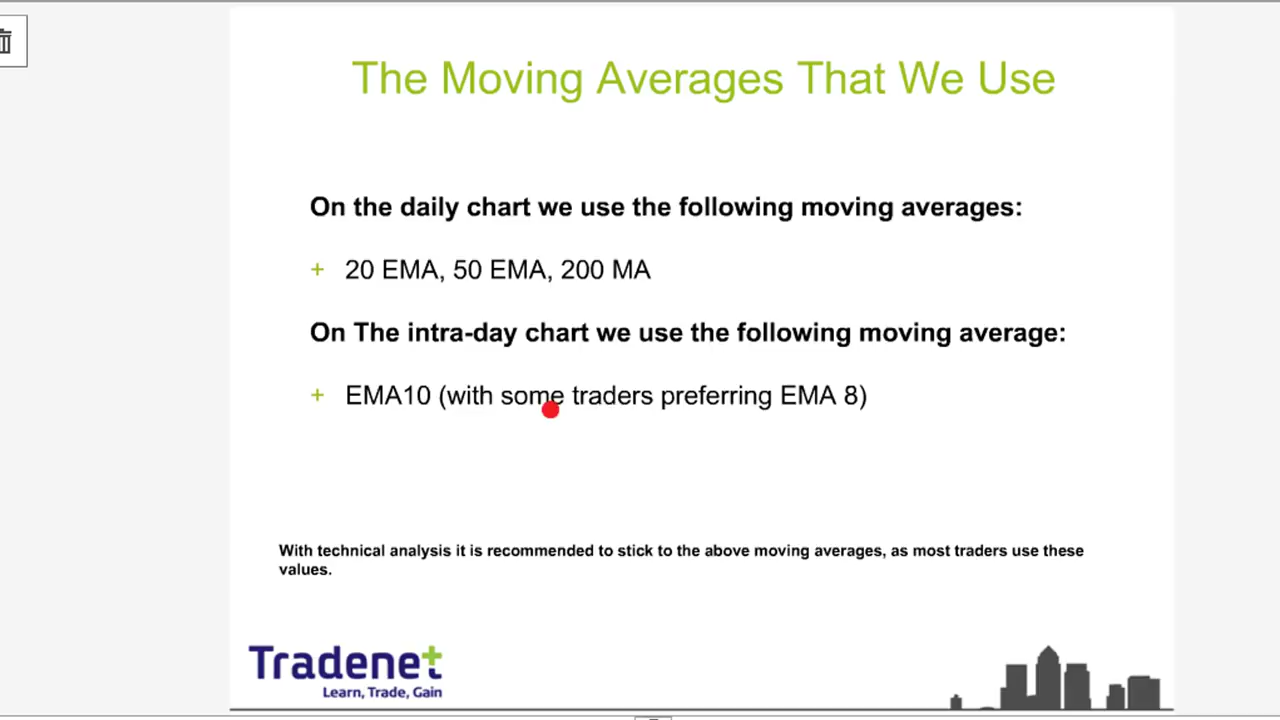 The Moving Averages That We Use
On the daily chart we use the following moving averages:
+ 20 EMA, 50 EMA, 200 MA
On The intra-day chart we use the following moving average:
+ EMA10 (with some traders preferring EMA 8)
With technical analysis it is recommended to stick to the above moving averages, as most traders use these
values.
Tradenet
Learn, Trade, Gain